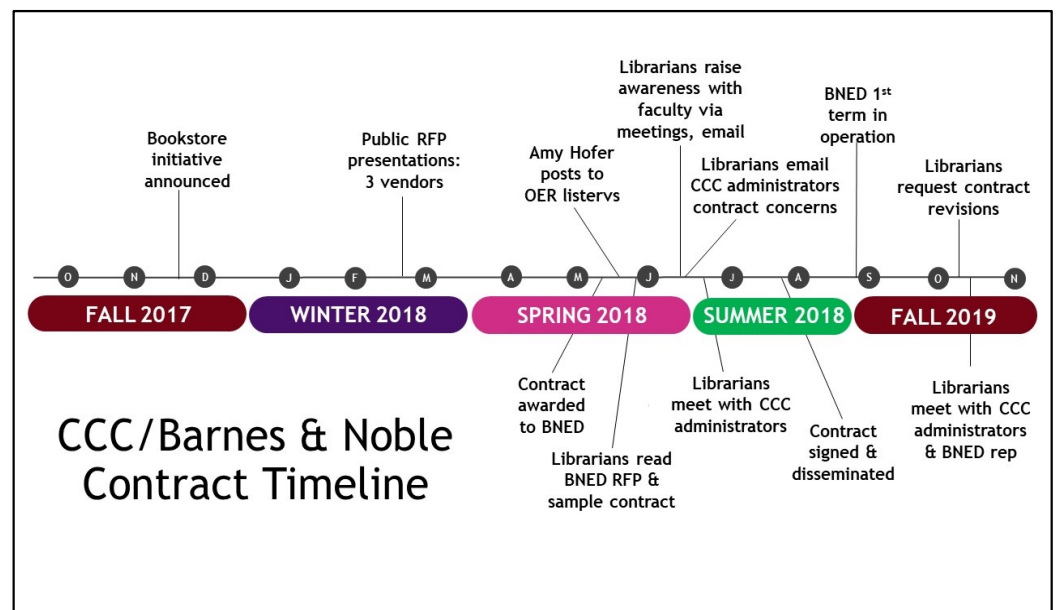 Bookstore
initiative
announced
Public RFP
presentations:
3 vendors
Amy Hofer
posts to
OER listervs
Librarians raise
awareness with
faculty via
meetings, email
Librarians email
CCC administrators
contract concerns
BNED 1st
term in
operation
Librarians
request contract
revisions
O N D J F M A M J J A S O N
FALL 2017 WINTER 2018 SPRING 2018 SUMMER 2018 FALL 2019
Contract
awarded
to BNED
Librarians read
BNED RFP &
sample contract
Librarians
meet with CCC
administrators
Contract
signed &
disseminated
Librarians
meet with CCC
administrators
& BNED rep
CCC/Barnes & Noble
Contract Timeline